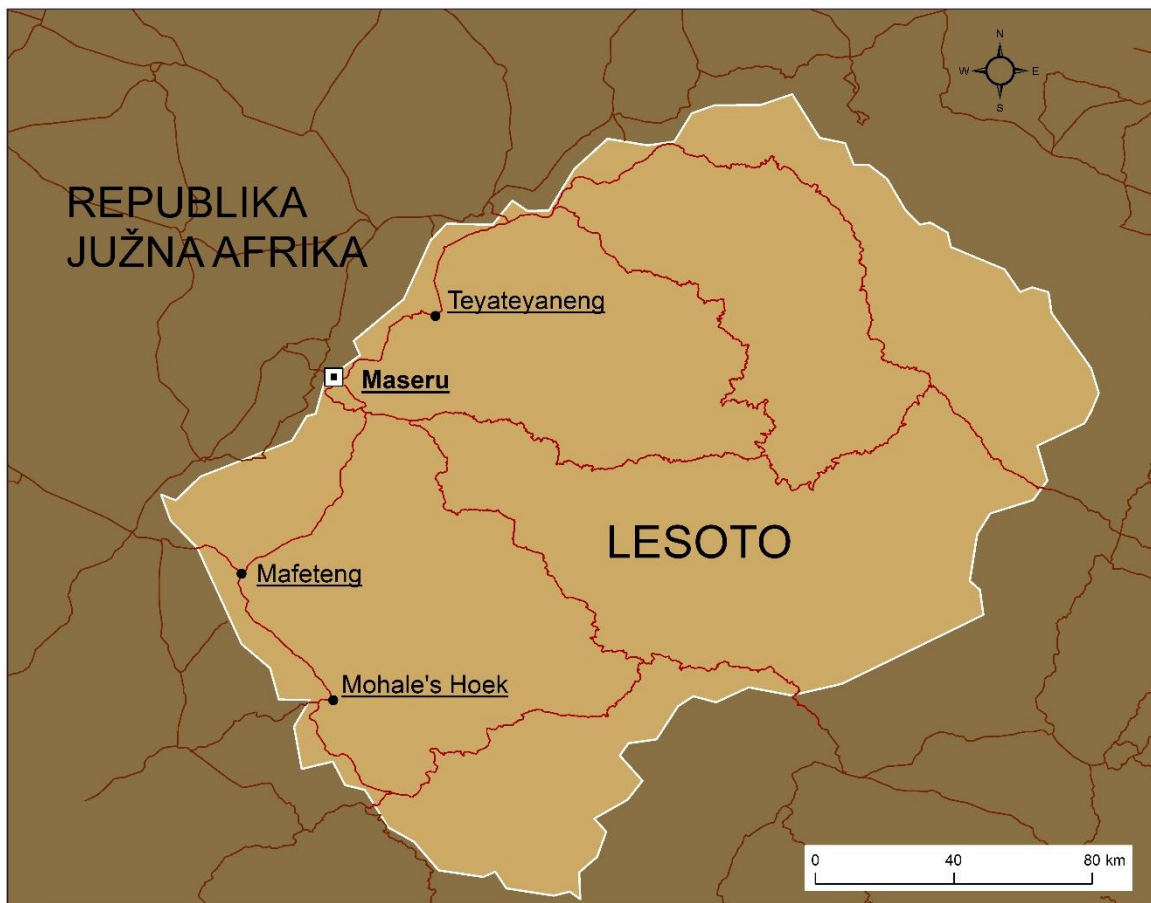 N
W E
S
REPUBLIKA
JUŽNA AFRIKA
Teyateyaneng
Maseru
LESOTO
Mafeteng
Mohale's Hoek
0 40 80 km